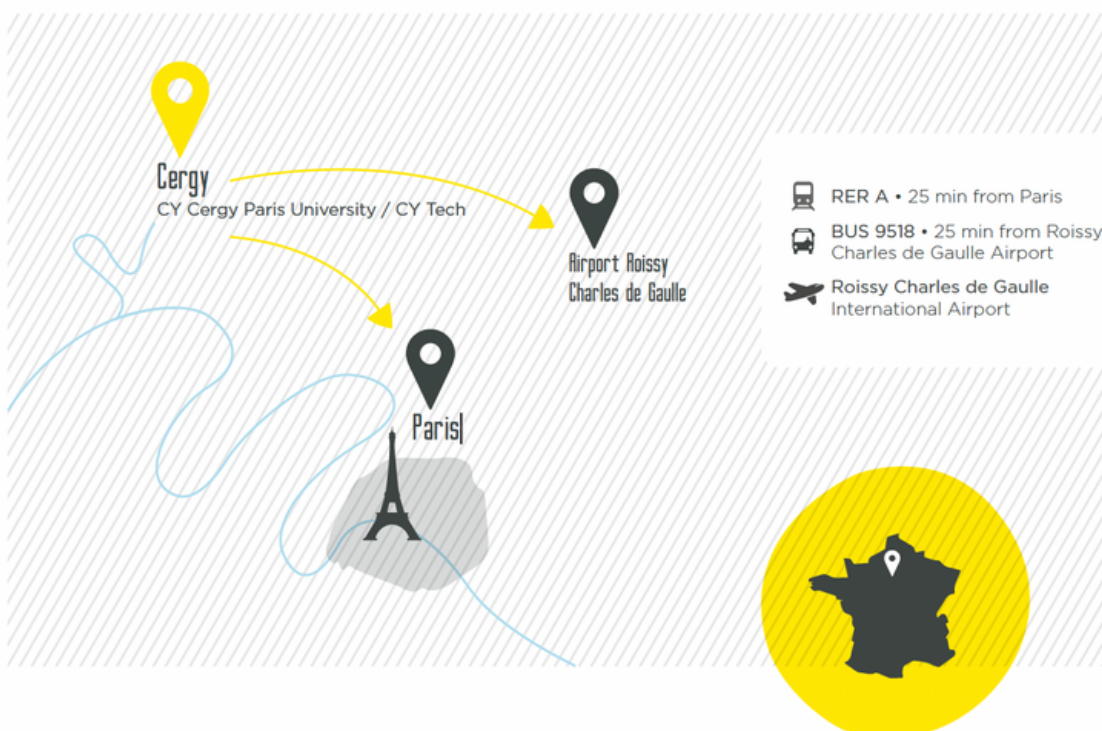 Cergy
CY Cergy Paris University / CY Tech
Airport Roissy
Charles de Gaulle
Paris
RER A • 25 min from Paris
BUS 9518 • 25 min from Roissy
Charles de Gaulle Airport
Roissy Charles de Gaulle
International Airport